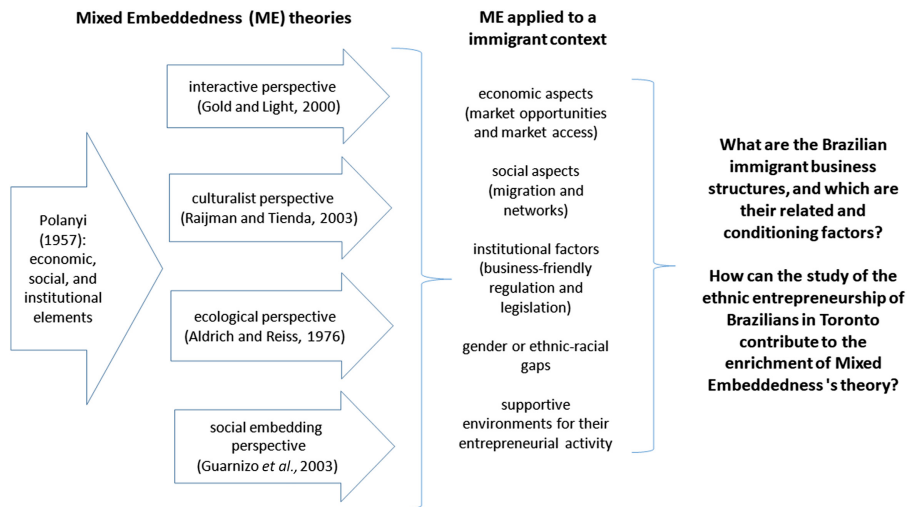 Mixed Embeddedness (ME) theories
Polanyi
(1957):
economic,
social, and
institutional
elements
interactive perspective
(Gold and Light, 2000)
culturalist perspective
(Raijman and Tienda, 2003)
ecological perspective
(Aldrich and Reiss, 1976)
social embedding
perspective
(Guarnizo et al., 2003)
ME applied to a
immigrant context
economic aspects
(market opportunities
and market access)
social aspects
(migration and
networks)
institutional factors
(business-friendly
regulation and
legislation)
gender or ethnic-racial
gaps
supportive
environments for their
entrepreneurial activity
What are the Brazilian
immigrant business
structures, and which are
their related and
conditioning factors?
How can the study of the
ethnic entrepreneurship of
Brazilians in Toronto
contribute to the
enrichment of Mixed
Embeddedness 's theory?